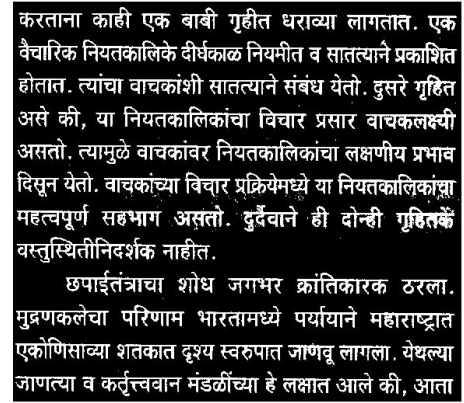 करताना काही एक बाबी गृहीत धराव्या लागतात. एक
वैचारिक नियतकालिके दीर्घकाळ नियमीत व सातत्याने प्रकाशित
होतात. त्यांचा वाचकांशी सातत्याने संबंध येतो. दुसरे गृहित
असे की, या नियतकालिकांचा विचार प्रसार वाचकलक्ष्यी
असतो. त्यामुळे वाचकांवर नियतकालिकांचा लक्षणीय प्रभाव
दिसून येतो. वाचकांच्या विचार प्रक्रियेमध्ये या नियतकालिकांचा
महत्वपूर्ण सहभाग असतो. दुर्दैवाने ही दोन्ही गृहितकें
वस्तुस्थितीनिदर्शक नाहीत.
छपाईतंत्राचा शोध जगभर क्रांतिकारक ठरला.
मुद्रणकलेचा परिणाम भारतामध्ये पर्यायाने महाराष्ट्रात
एकोणिसाव्या शतकात दृश्य स्वरुपात जाणवू लागला. येथल्या
जाणत्या व कर्तृत्ववान मंडळींच्या हे लक्षात आले की, आता